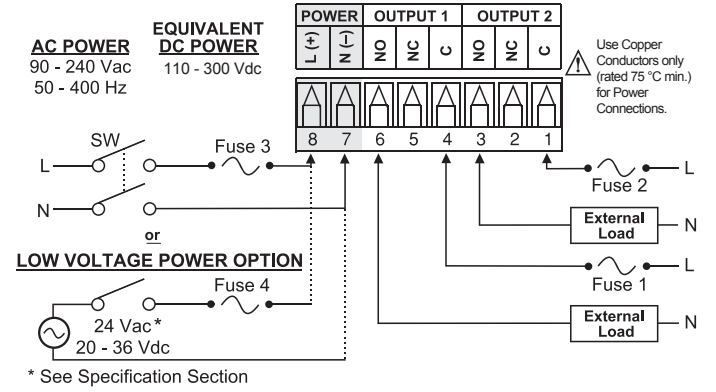 AC POWER
90 - 240 Vac
50 - 400 Hz
EQUIVALENT
DC POWER
110 - 300 Vdc
POWER OUTPUT 1 OUTPUT 2
L (+) N (−) NO NC C NO NC C
8 7 6 5 4 3 2 1
Use Copper
Conductors only
(rated 75 °C min.)
for Power
Connections.
SW
Fuse 3
L
N
or
LOW VOLTAGE POWER OPTION
Fuse 4
24 Vac*
20 - 36 Vdc
* See Specification Section
L
Fuse 2
External
Load
N
L
Fuse 1
External
Load
N